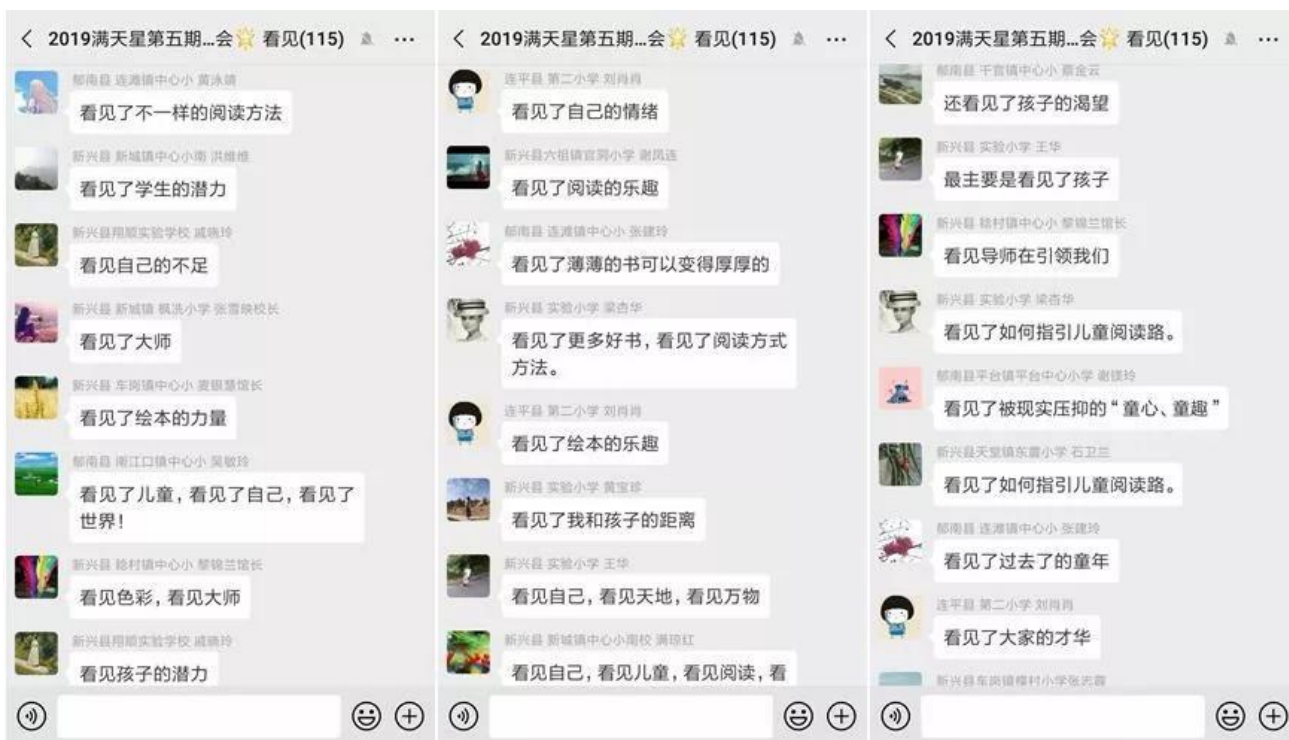 2019满天星第五期...会🌟 看见(115)
郁南县 连滩镇中心小 黄泳靖
看见了不一样的阅读方法
新兴县 新城镇中心小南 洪维维
看见了学生的潜力
新兴县翔顺实验学校 戚晓玲
看见自己的不足
新兴县 新城镇 枫洗小学 张雪映校长
看见了大师
新兴县 车岗镇中心小 麦银慧馆长
看见了绘本的力量
郁南县 南江口镇中心小 吴敏玲
看见了儿童,看见了自己,看见了
世界!
新兴县 稔村镇中心小 黎锦兰馆长
看见色彩,看见大师
新兴县翔顺实验学校 戚晓玲
看见孩子的潜力
2019满天星第五期...会🌟 看见(115)
连平县 第二小学 刘肖肖
看见了自己的情绪
新兴县六祖镇官洞小学 谢凤连
看见了阅读的乐趣
郁南县 连滩镇中心小 张建玲
看见了薄薄的书可以变得厚厚的
新兴县 实验小学 梁杏华
看见了更多好书,看见了阅读方式
方法。
连平县 第二小学 刘肖肖
看见了绘本的乐趣
新兴县 实验小学 黄宝珍
看见了我和孩子的距离
新兴县 实验小学 王华
看见自己,看见天地,看见万物
新兴县 新城镇中心小南校 满琼红
看见自己,看见儿童,看见阅读,看
2019满天星第五期...会🌟 看见(115)
郁南县 千官镇中心小 蔡金云
还看见了孩子的渴望
新兴县 实验小学 王华
最主要是看见了孩子
新兴县 稔村镇中心小 黎锦兰馆长
看见导师在引领我们
新兴县 实验小学 梁杏华
看见了如何指引儿童阅读路。
郁南县平台镇平台中心小学 谢镁玲
看见了被现实压抑的“童心、童趣”
新兴县天堂镇东震小学 石卫兰
看见了如何指引儿童阅读路。
郁南县 连滩镇中心小 张建玲
看见了过去了的童年
连平县 第二小学 刘肖肖
看见了大家的才华
新兴县车岗镇